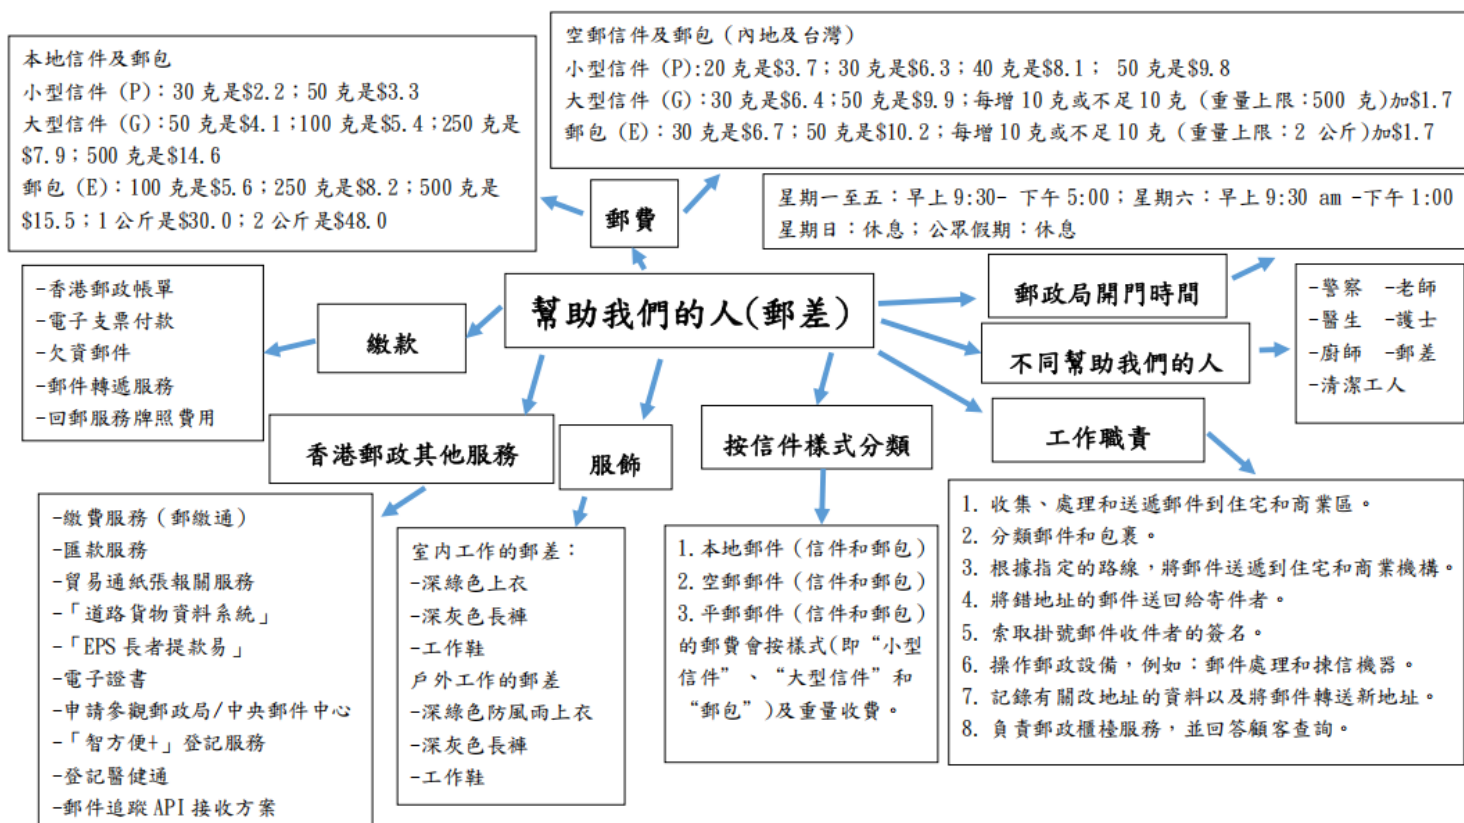 本地信件及郵包
小型信件 (P)：30 克是$2.2；50 克是$3.3
大型信件 (G)：50 克是$4.1；100 克是$5.4；250 克是
$7.9；500 克是$14.6
郵包 (E)：100 克是$5.6；250 克是$8.2；500 克是
$15.5；1 公斤是$30.0；2 公斤是$48.0
空郵信件及郵包 (內地及台灣)
小型信件 (P):20 克是$3.7；30 克是$6.3；40 克是$8.1； 50 克是$9.8
大型信件 (G)：30 克是$6.4；50 克是$9.9；每增 10 克或不足 10 克 (重量上限：500 克)加$1.7
郵包 (E)：30 克是$6.7；50 克是$10.2；每增 10 克或不足 10 克 (重量上限：2 公斤)加$1.7
郵費
星期一至五：早上 9:30- 下午 5:00；星期六：早上 9:30 am -下午 1:00
星期日：休息；公眾假期：休息
郵政局開門時間
幫助我們的人(郵差)
-香港郵政帳單
-電子支票付款
-欠資郵件
-郵件轉遞服務
-回郵服務牌照費用
繳款
不同幫助我們的人
-警察 -老師
-醫生 -護士
-廚師 -郵差
-清潔工人
香港郵政其他服務
服飾
按信件樣式分類
工作職責
-繳費服務 (郵繳通)
-匯款服務
-貿易通紙張報關服務
-「道路貨物資料系統」
-「EPS 長者提款易」
-電子證書
-申請參觀郵政局/中央郵件中心
-「智方便+」登記服務
-登記醫健通
-郵件追蹤 API 接收方案
室內工作的郵差：
-深綠色上衣
-深灰色長褲
-工作鞋
戶外工作的郵差
-深綠色防風雨上衣
-深灰色長褲
-工作鞋
1.本地郵件 (信件和郵包)
2.空郵郵件 (信件和郵包)
3.平郵郵件 (信件和郵包)
的郵費會按樣式(即“小型
信件”、“大型信件”和
“郵包”)及重量收費。
1. 收集、處理和送遞郵件到住宅和商業區。
2. 分類郵件和包裹。
3. 根據指定的路線，將郵件送遞到住宅和商業機構。
4. 將錯地址的郵件送回給寄件者。
5. 索取掛號郵件收件者的簽名。
6. 操作郵政設備，例如：郵件處理和揀信機器。
7. 記錄有關改地址的資料以及將郵件轉送新地址。
8. 負責郵政櫃檯服務，並回答顧客查詢。